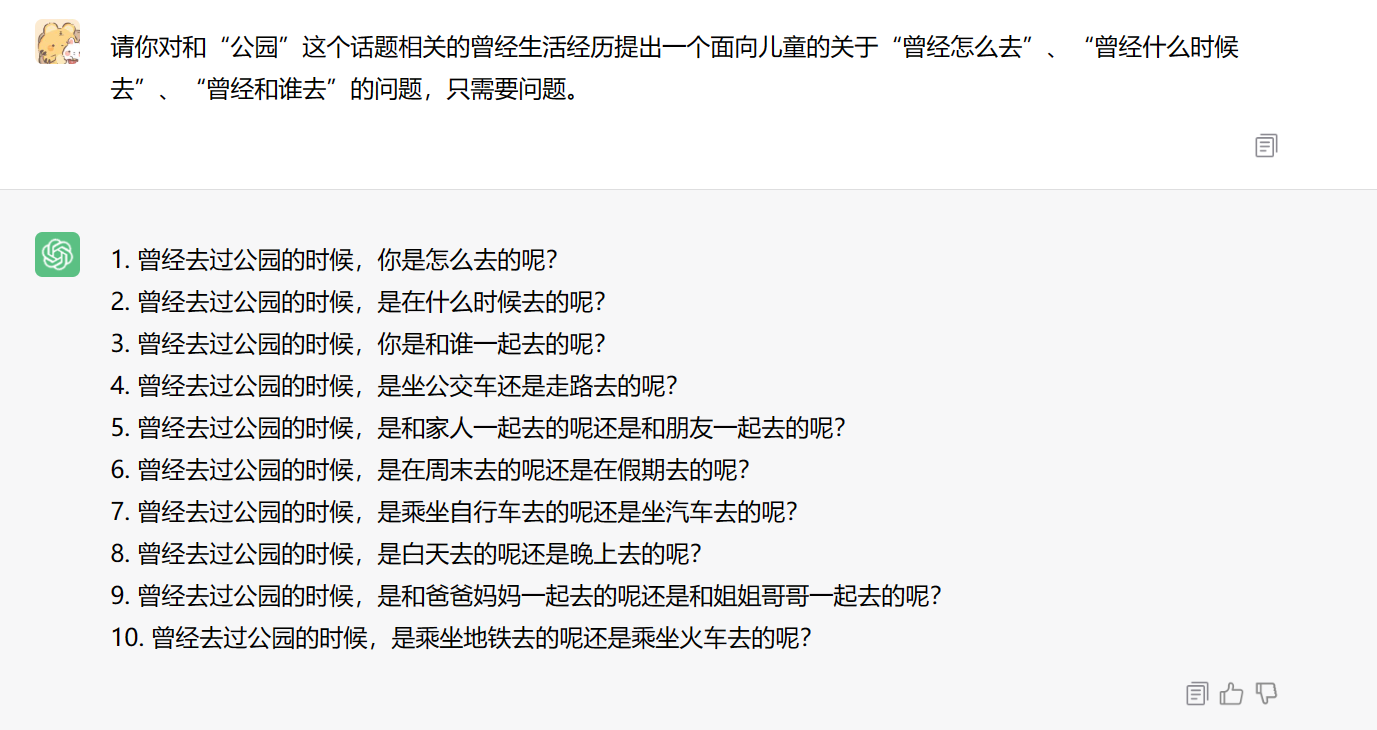 请你对和“公园”这个话题相关的曾经生活经历提出一个面向儿童的关于“曾经怎么去”、“曾经什么时候
去”、“曾经和谁去”的问题，只需要问题。
1. 曾经去过公园的时候，你是怎么去的呢？
2. 曾经去过公园的时候，是在什么时候去的呢？
3. 曾经去过公园的时候，你是和谁一起去的呢？
4. 曾经去过公园的时候，是坐公交车还是走路去的呢？
5. 曾经去过公园的时候，是和家人一起去的呢还是和朋友一起去的呢？
6. 曾经去过公园的时候，是在周末去的呢还是在假期去的呢？
7. 曾经去过公园的时候，是乘坐自行车去的呢还是坐汽车去的呢？
8. 曾经去过公园的时候，是白天去的呢还是晚上去的呢？
9. 曾经去过公园的时候，是和爸爸妈妈一起去的呢还是和姐姐哥哥一起去的呢？
10. 曾经去过公园的时候，是乘坐地铁去的呢还是乘坐火车去的呢？